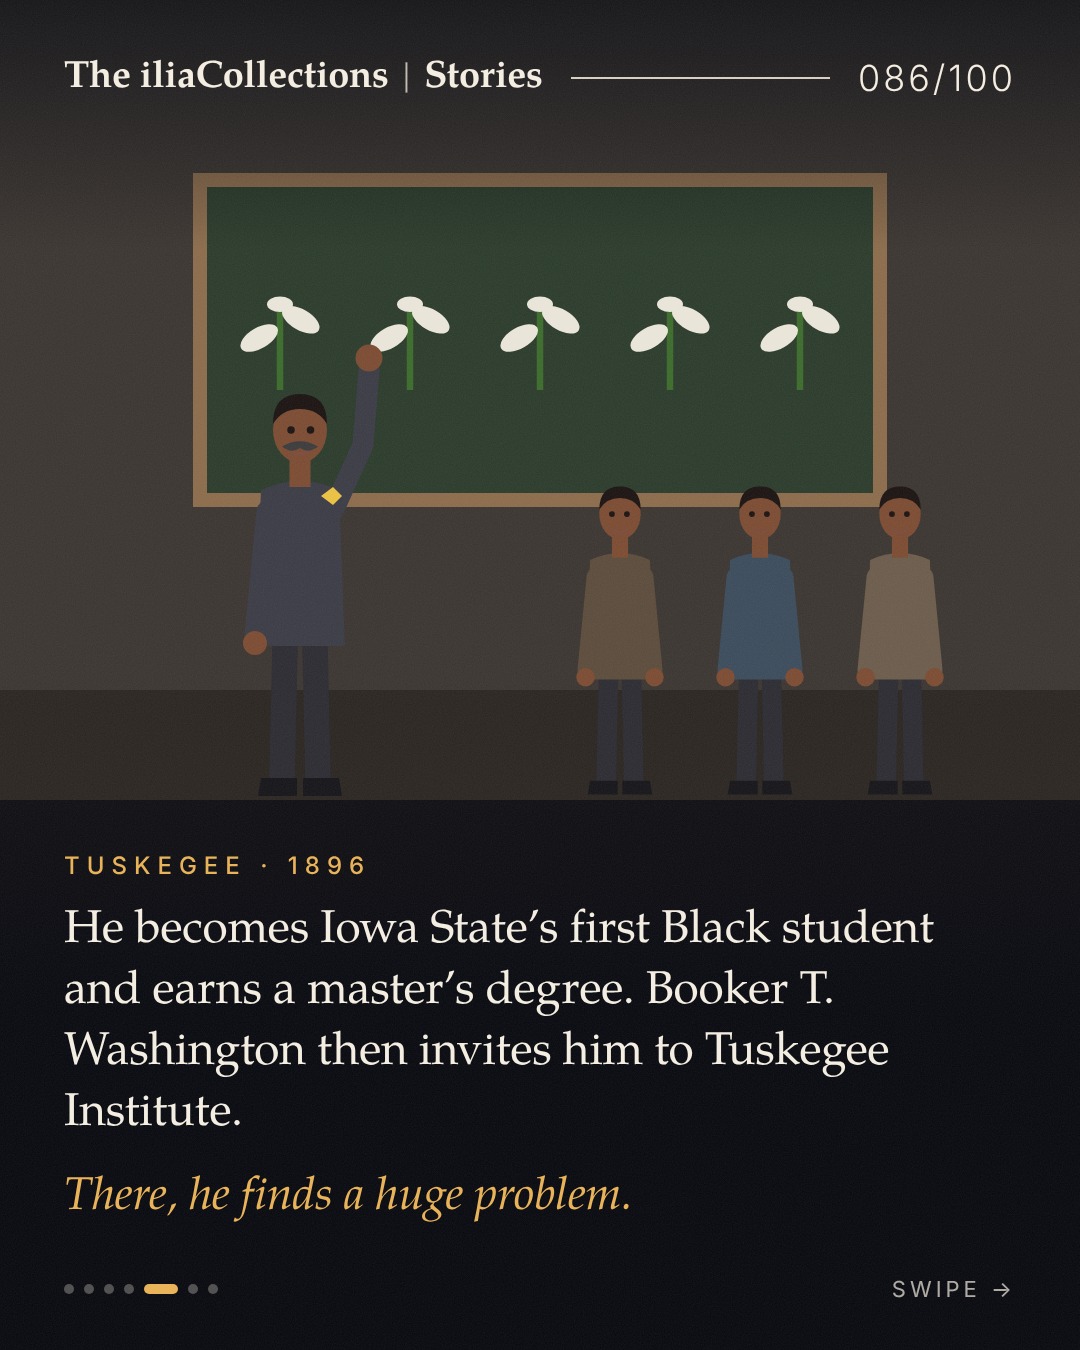 The iliaCollections | Stories 086/100
TUSKEGEE · 1896
He becomes Iowa State’s first Black student
and earns a master’s degree. Booker T.
Washington then invites him to Tuskegee
Institute.
There, he finds a huge problem.
SWIPE →